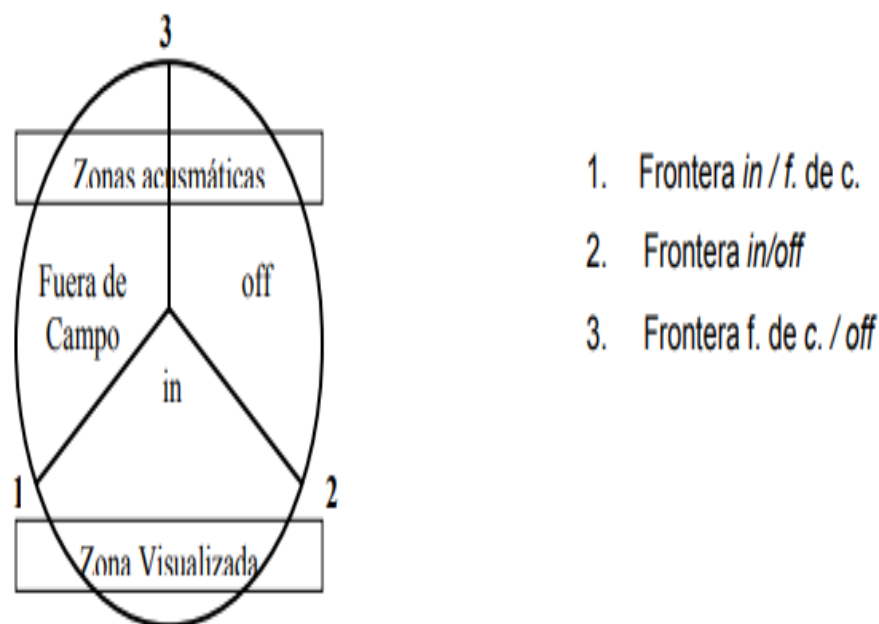 3
Zonas acusmáticas
Fuera de
Campo
off
in
1
2
Zona Visualizada
1. Frontera in / f. de c.
2. Frontera in/off
3. Frontera f. de c. / off